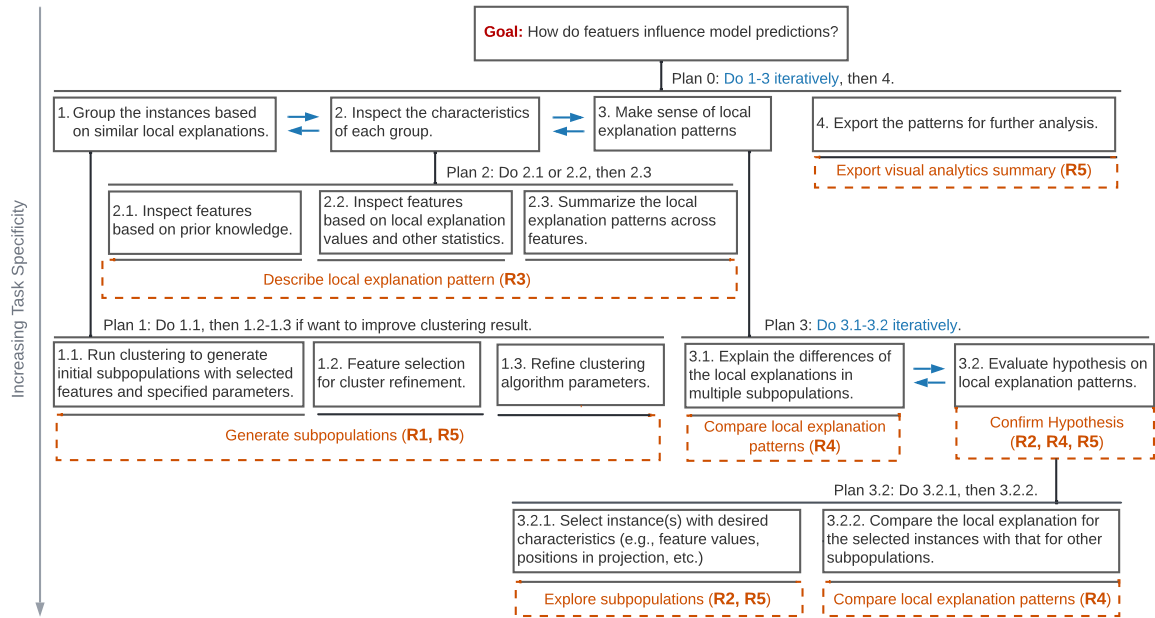 Goal: How do featuers influence model predictions?
Plan 0: Do 1-3 iteratively, then 4.
1. Group the instances based
on similar local explanations.
2. Inspect the characteristics
of each group.
3. Make sense of local
explanation patterns
4. Export the patterns for further analysis.
Export visual analytics summary (R5)
Plan 2: Do 2.1 or 2.2, then 2.3
2.1. Inspect features
based on prior knowledge.
2.2. Inspect features
based on local explanation
values and other statistics.
2.3. Summarize the local
explanation patterns across
features.
Describe local explanation pattern (R3)
Increasing Task Specificity
Plan 1: Do 1.1, then 1.2-1.3 if want to improve clustering result.
1.1. Run clustering to generate
initial subpopulations with selected
features and specified parameters.
1.2. Feature selection
for cluster refinement.
1.3. Refine clustering
algorithm parameters.
Generate subpopulations (R1, R5)
Plan 3: Do 3.1-3.2 iteratively.
3.1. Explain the differences of
the local explanations in
multiple subpopulations.
3.2. Evaluate hypothesis on
local explanation patterns.
Compare local explanation
patterns (R4)
Confirm Hypothesis
(R2, R4, R5)
Plan 3.2: Do 3.2.1, then 3.2.2.
3.2.1. Select instance(s) with desired
characteristics (e.g., feature values,
positions in projection, etc.)
3.2.2. Compare the local explanation for
the selected instances with that for other
subpopulations.
Explore subpopulations (R2, R5)
Compare local explanation patterns (R4)